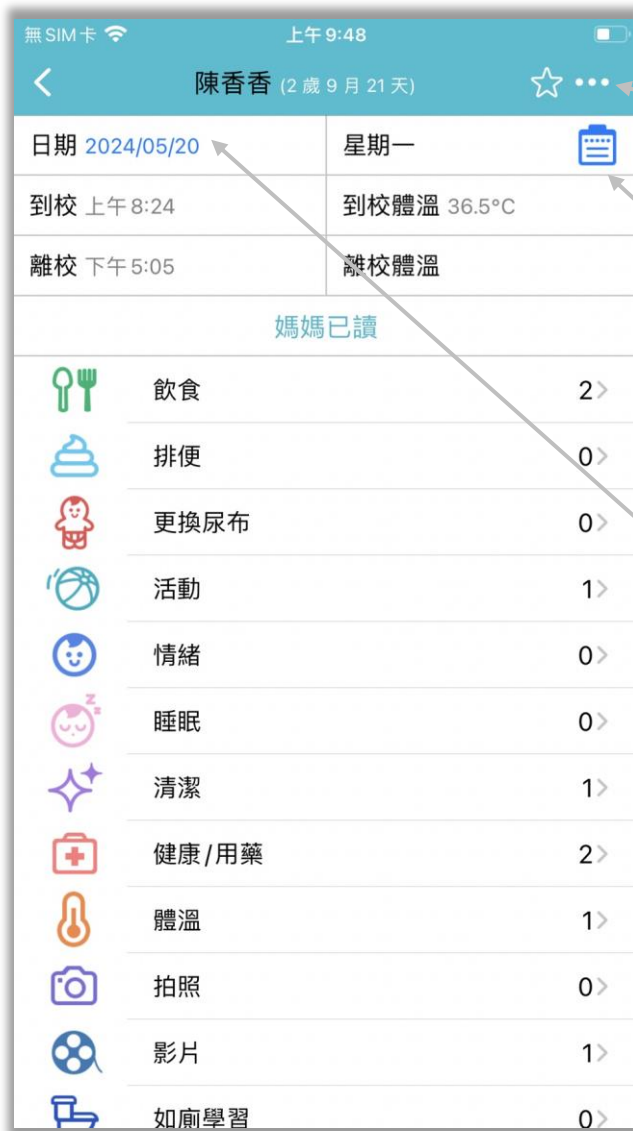 無 SIM 卡 上午 9:48
陳香香 (2 歲 9 月 21 天)
日期 2024/05/20 星期一
到校 上午 8:24 到校體溫 36.5°C
離校 下午 5:05 離校體溫
媽媽已讀
飲食 2
排便 0
更換尿布 0
活動 1
情緒 0
睡眠 0
清潔 1
健康/用藥 2
體溫 1
拍照 0
影片 1
如廁學習 0